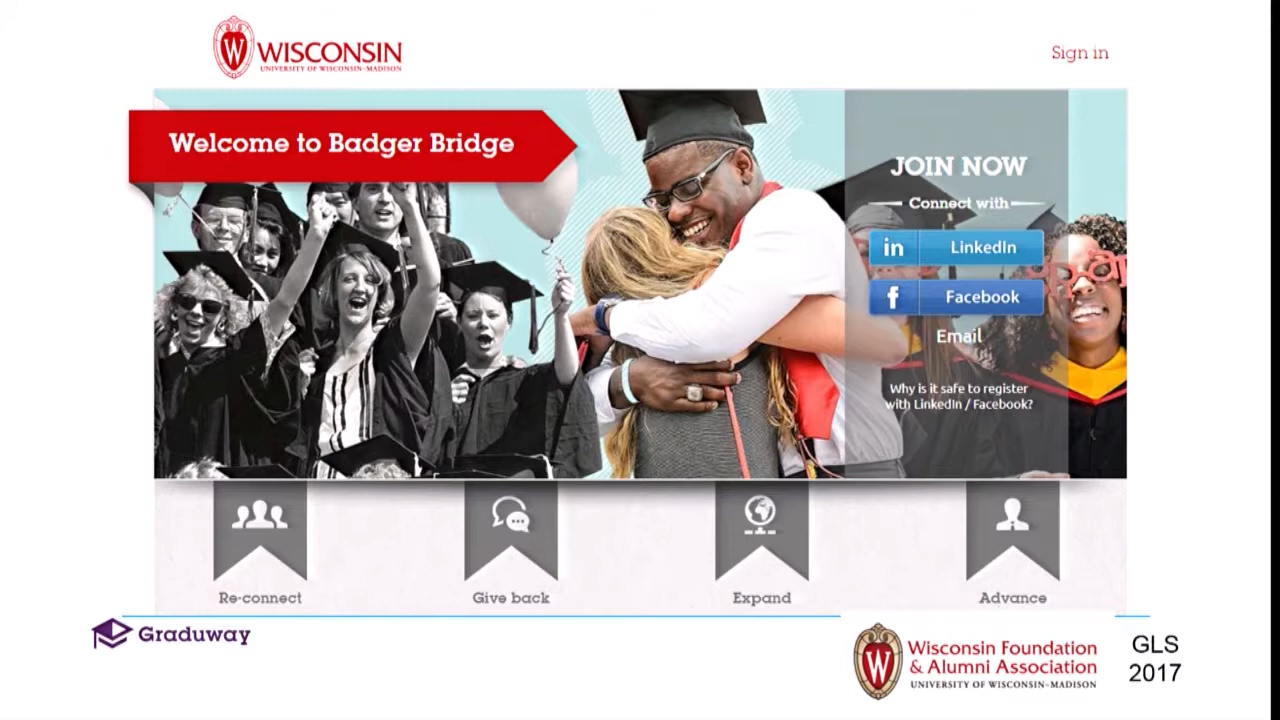 WISCONSIN
UNIVERSITY OF WISCONSIN–MADISON
Sign in
Welcome to Badger Bridge
JOIN NOW
Connect with
in LinkedIn
f Facebook
Email
Why is it safe to register
with LinkedIn / Facebook?
Re-connect
Give back
Expand
Advance
Graduway
W
Wisconsin Foundation
& Alumni Association
UNIVERSITY OF WISCONSIN–MADISON
GLS
2017